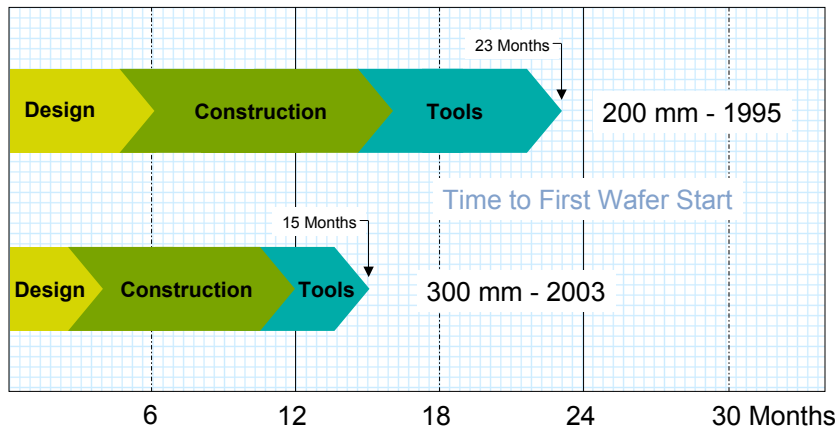 23 Months
Design
Construction
Tools
200 mm - 1995
Time to First Wafer Start
15 Months
Design
Construction
Tools
300 mm - 2003
6
12
18
24
30 Months